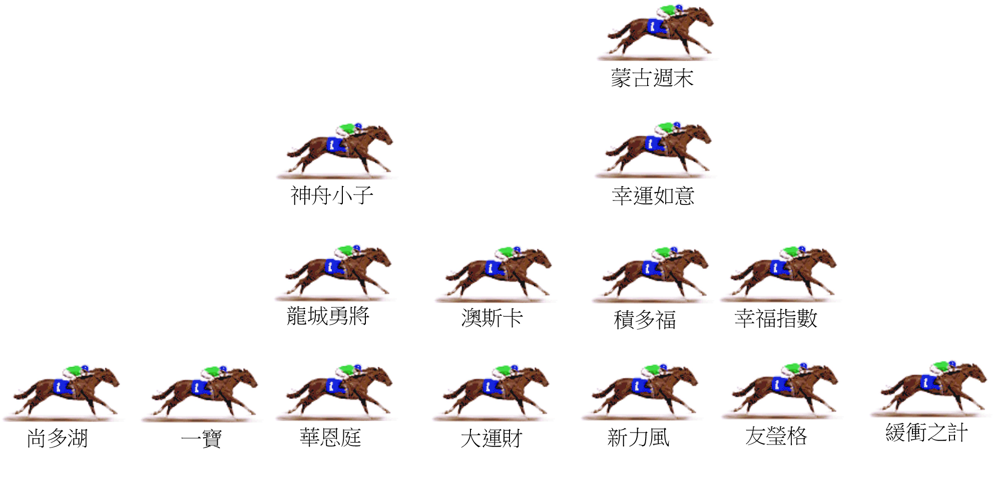 蒙古週末
神舟小子
幸運如意
龍城勇將
澳斯卡
積多福
幸福指數
尚多湖
一寶
華恩庭
大運財
新力風
友瑩格
緩衝之計